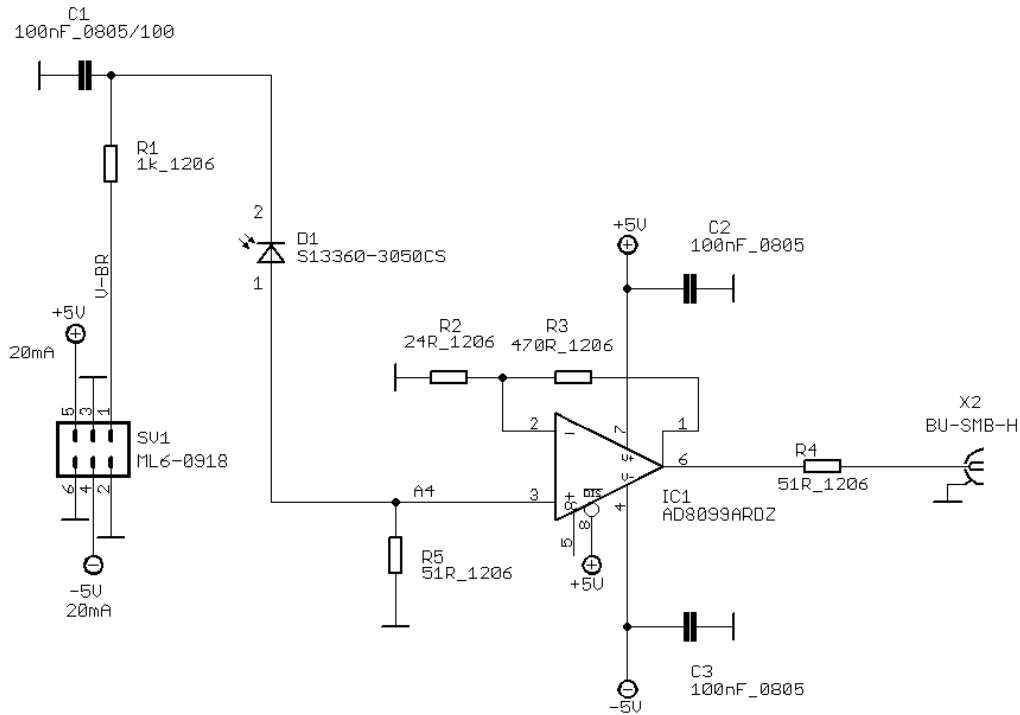 C1
100nF_0805/100
R1
1k_1206
2
D1
S13360-3050CS
1
V-BR
+5V
20mA
5
3
1
SV1
ML6-0918
6
4
2
-5V
20mA
+5V
C2
100nF_0805
R2
24R_1206
R3
470R_1206
2
7
1
V+
V-
6
A4
3
DIS
5
8
4
+5V
IC1
AD8099ARDZ
R4
51R_1206
X2
BU-SMB-H
R5
51R_1206
C3
100nF_0805
-5V